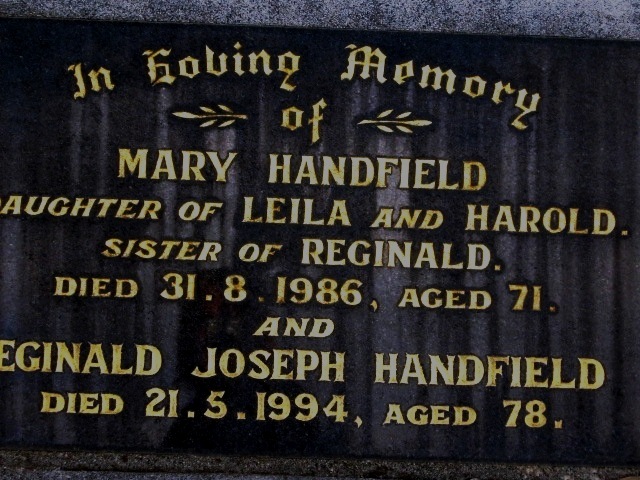 In Loving Memory
of
MARY HANDFIELD
DAUGHTER OF LEILA AND HAROLD.
SISTER OF REGINALD.
DIED 31.8.1986, AGED 71.
AND
EGINALD JOSEPH HANDFIELD
DIED 21.5.1994, AGED 78.